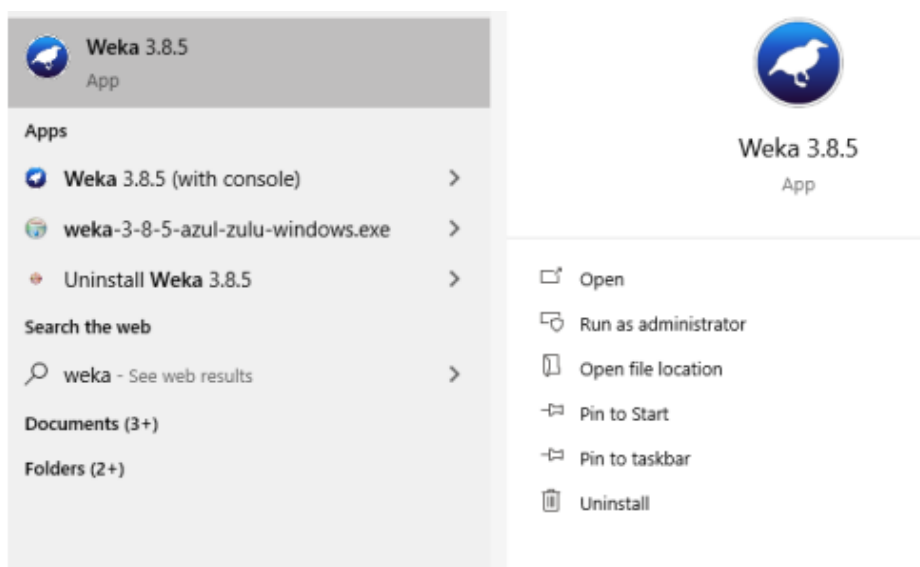 Weka 3.8.5
App
Apps
Weka 3.8.5 (with console)
weka-3-8-5-azul-zulu-windows.exe
Uninstall Weka 3.8.5
Search the web
weka - See web results
Documents (3+)
Folders (2+)
Weka 3.8.5
App
Open
Run as administrator
Open file location
Pin to Start
Pin to taskbar
Uninstall